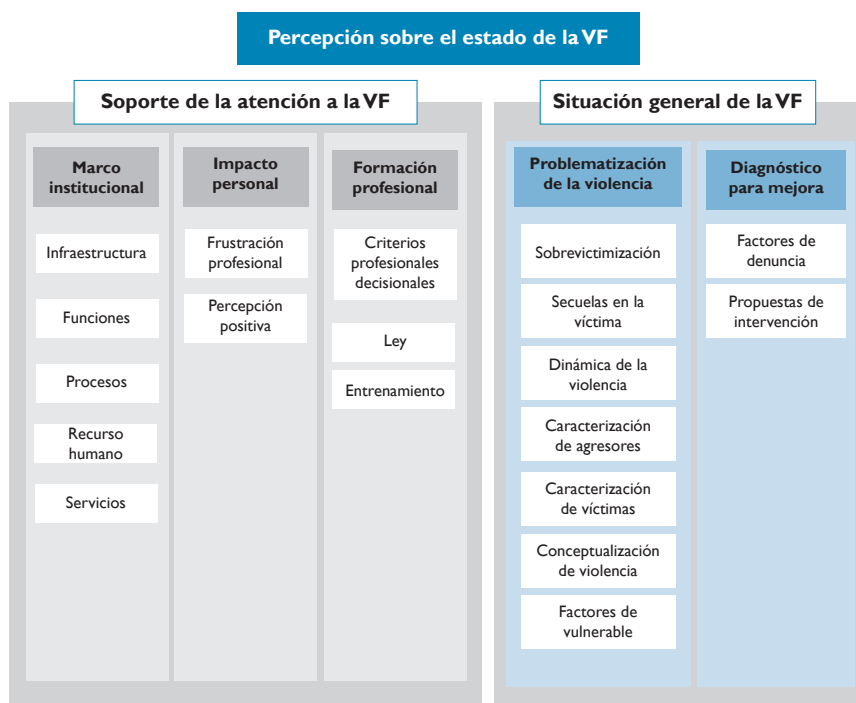 Percepción sobre el estado de la VF
Soporte de la atención a la VF
Marco
institucional
Infraestructura
Funciones
Procesos
Recurso
humano
Servicios
Impacto
personal
Frustración
profesional
Percepción
positiva
Formación
profesional
Criterios
profesionales
decisionales
Ley
Entrenamiento
Situación general de la VF
Problematización
de la violencia
Sobrevictimización
Secuelas en la
víctima
Dinámica de la
violencia
Caracterización
de agresores
Caracterización
de víctimas
Conceptualización
de violencia
Factores de
vulnerable
Diagnóstico
para mejora
Factores de
denuncia
Propuestas de
intervención